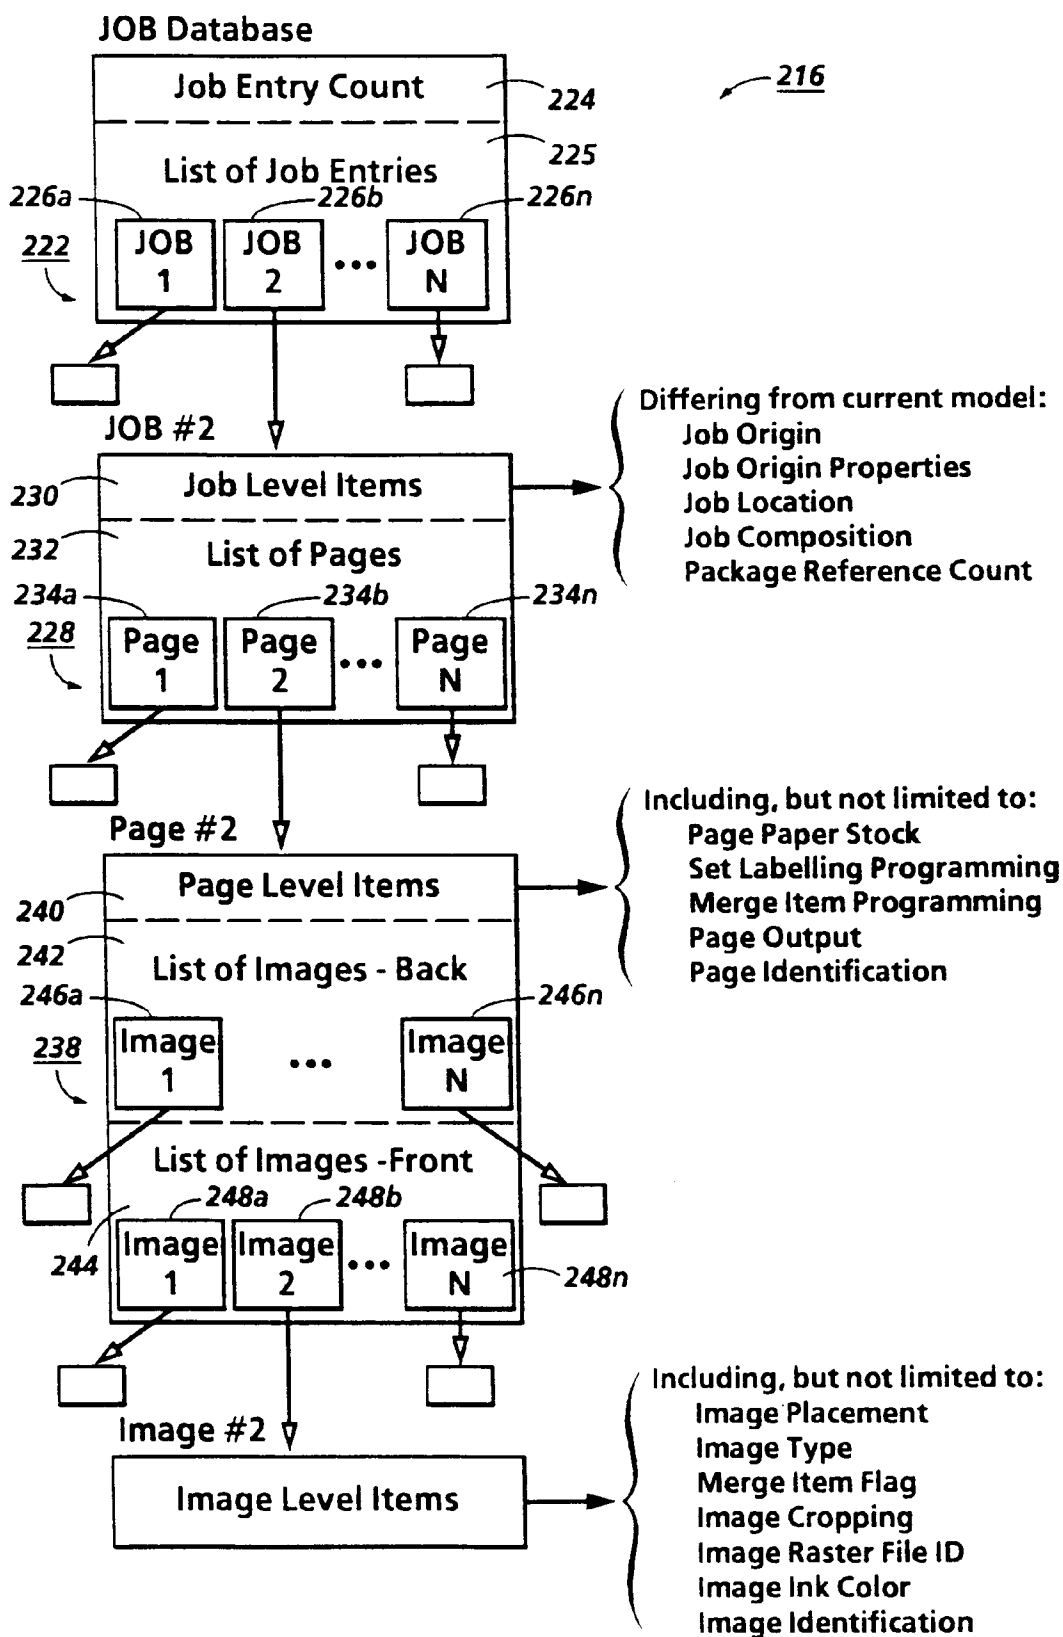 JOB Database
Job Entry Count
224
216
225
List of Job Entries
226a
226b
226n
222
JOB 1
JOB 2
•••
JOB N
JOB #2
230
Job Level Items
Differing from current model:
Job Origin
Job Origin Properties
Job Location
Job Composition
Package Reference Count
232
List of Pages
234a
234b
234n
228
Page 1
Page 2
•••
Page N
Page #2
240
Page Level Items
Including, but not limited to:
Page Paper Stock
Set Labelling Programming
Merge Item Programming
Page Output
Page Identification
242
List of Images - Back
246a
246n
238
Image 1
•••
Image N
List of Images -Front
244
248a
248b
Image 1
Image 2
•••
Image N
248n
Image #2
Image Level Items
Including, but not limited to:
Image Placement
Image Type
Merge Item Flag
Image Cropping
Image Raster File ID
Image Ink Color
Image Identification